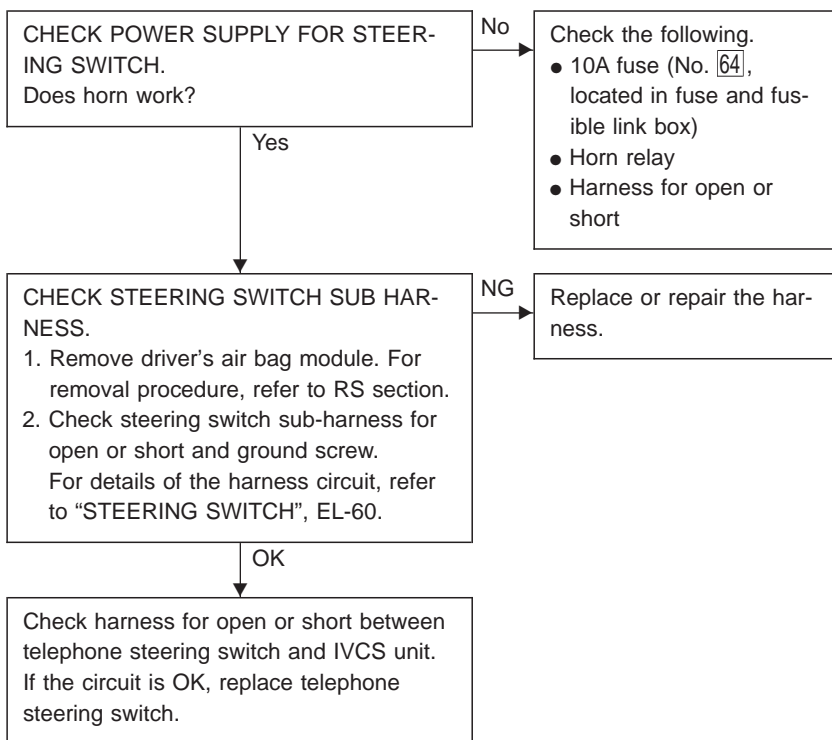 CHECK POWER SUPPLY FOR STEER-
ING SWITCH.
Does horn work?
No
Check the following.
● 10A fuse (No. 64,
located in fuse and fus-
ible link box)
● Horn relay
● Harness for open or
short
Yes
CHECK STEERING SWITCH SUB HAR-
NESS.
1. Remove driver's air bag module. For
removal procedure, refer to RS section.
2. Check steering switch sub-harness for
open or short and ground screw.
For details of the harness circuit, refer
to “STEERING SWITCH”, EL-60.
NG
Replace or repair the har-
ness.
OK
Check harness for open or short between
telephone steering switch and IVCS unit.
If the circuit is OK, replace telephone
steering switch.